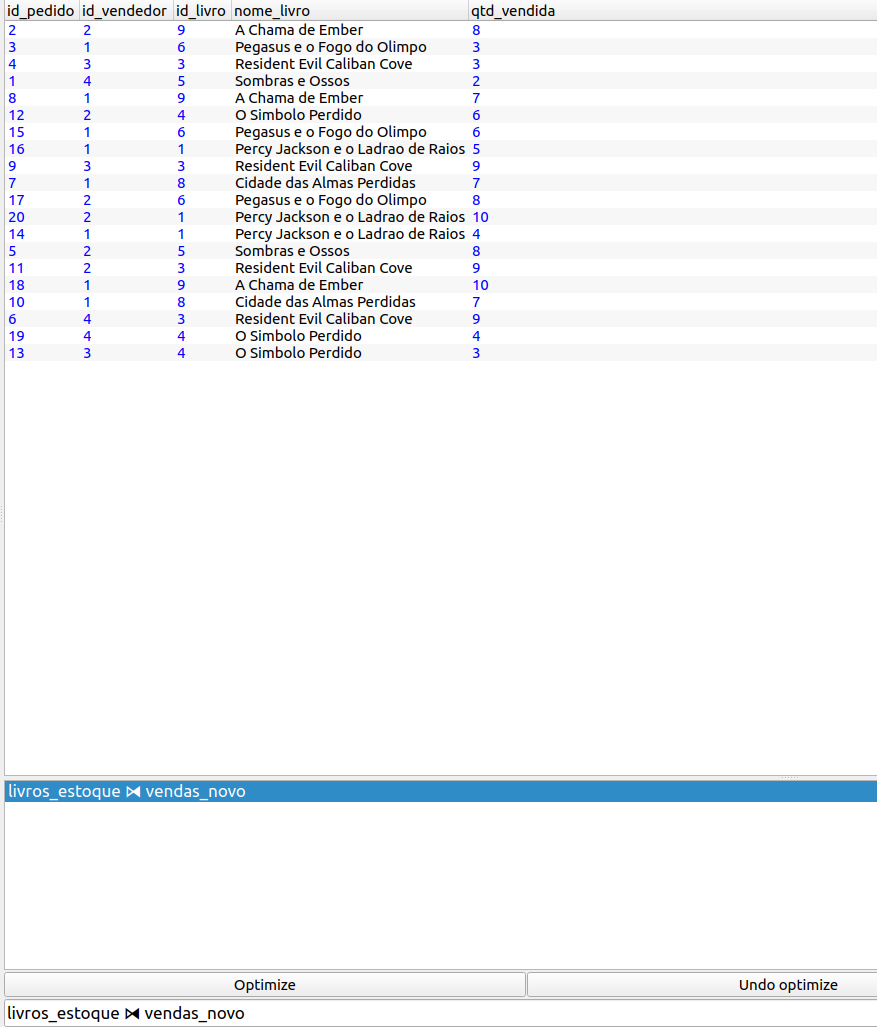 id_pedido id_vendedor id_livro nome_livro qtd_vendida
2 2 9 A Chama de Ember 8
3 1 6 Pegasus e o Fogo do Olimpo 3
4 3 3 Resident Evil Caliban Cove 3
1 4 5 Sombras e Ossos 2
8 1 9 A Chama de Ember 7
12 2 4 O Simbolo Perdido 6
15 1 6 Pegasus e o Fogo do Olimpo 6
16 1 1 Percy Jackson e o Ladrao de Raios 5
9 3 3 Resident Evil Caliban Cove 9
7 1 8 Cidade das Almas Perdidas 7
17 2 6 Pegasus e o Fogo do Olimpo 8
20 2 1 Percy Jackson e o Ladrao de Raios 10
14 1 1 Percy Jackson e o Ladrao de Raios 4
5 2 5 Sombras e Ossos 8
11 2 3 Resident Evil Caliban Cove 9
18 1 9 A Chama de Ember 10
10 1 8 Cidade das Almas Perdidas 7
6 4 3 Resident Evil Caliban Cove 9
19 4 4 O Simbolo Perdido 4
13 3 4 O Simbolo Perdido 3
livros_estoque ⋈ vendas_novo
Optimize Undo optimize
livros_estoque ⋈ vendas_novo